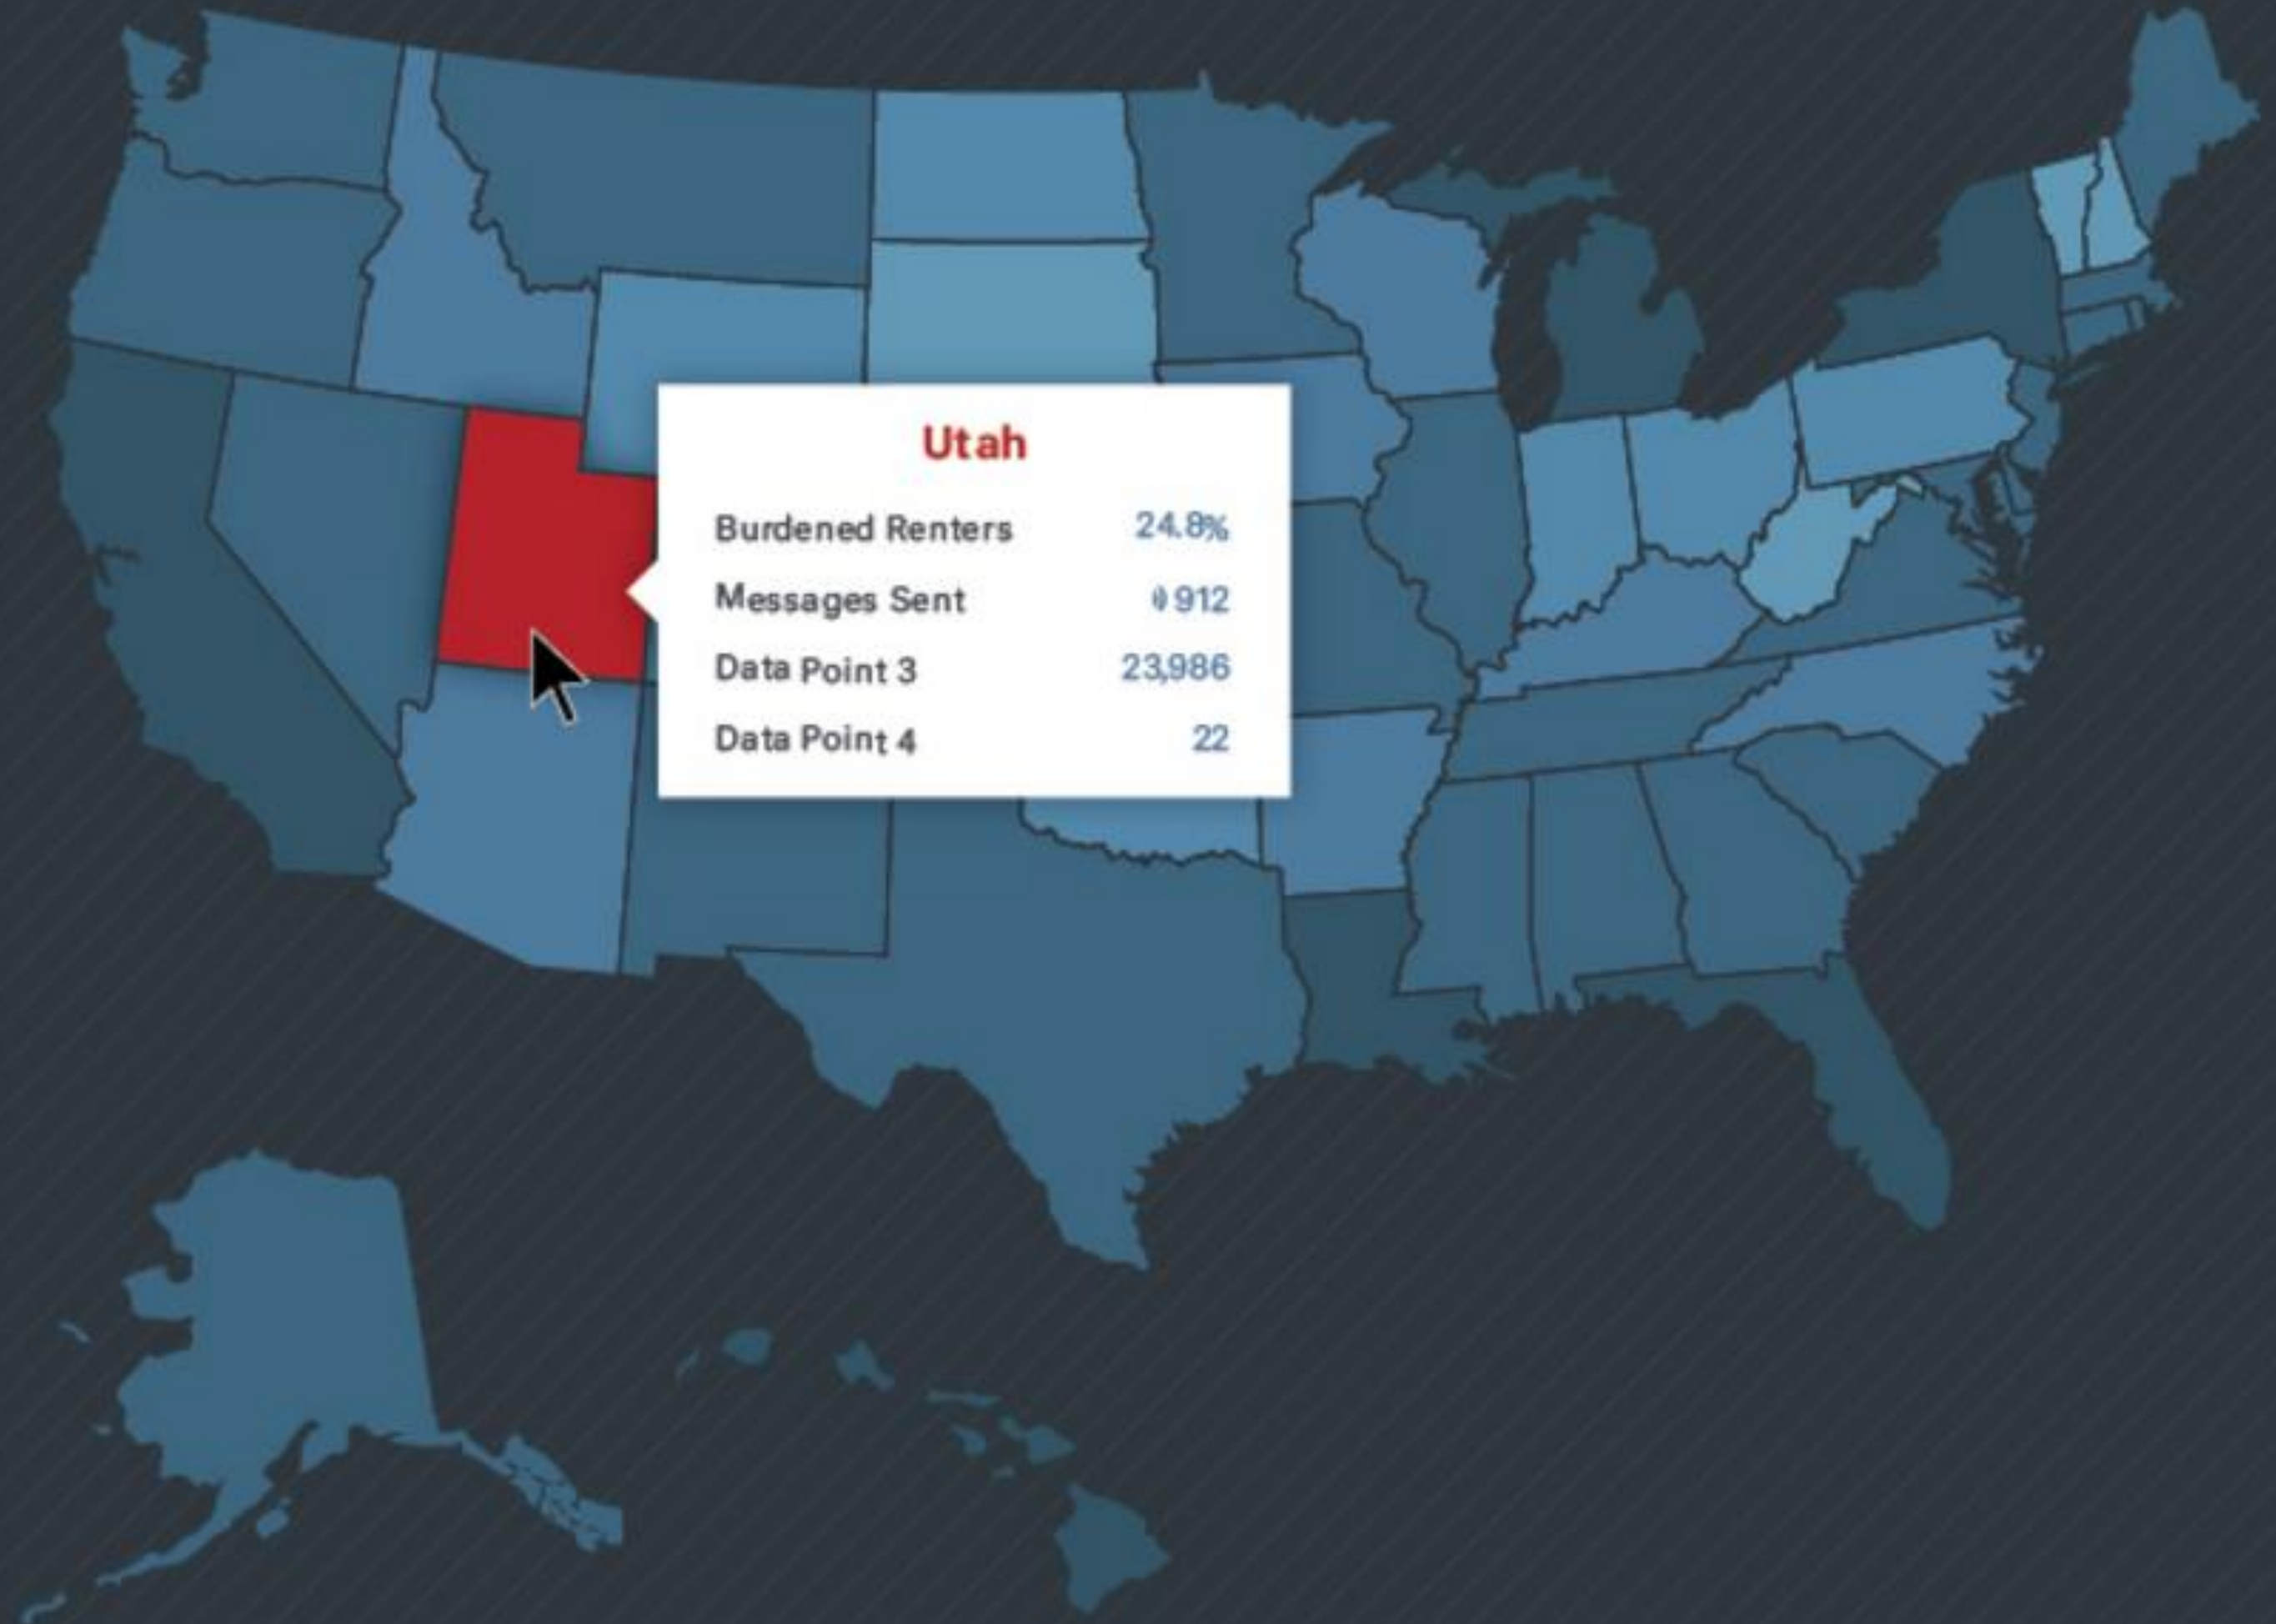 Utah
Burdened Renters 24.8%
Messages Sent 912
Data Point 3 23,986
Data Point 4 22